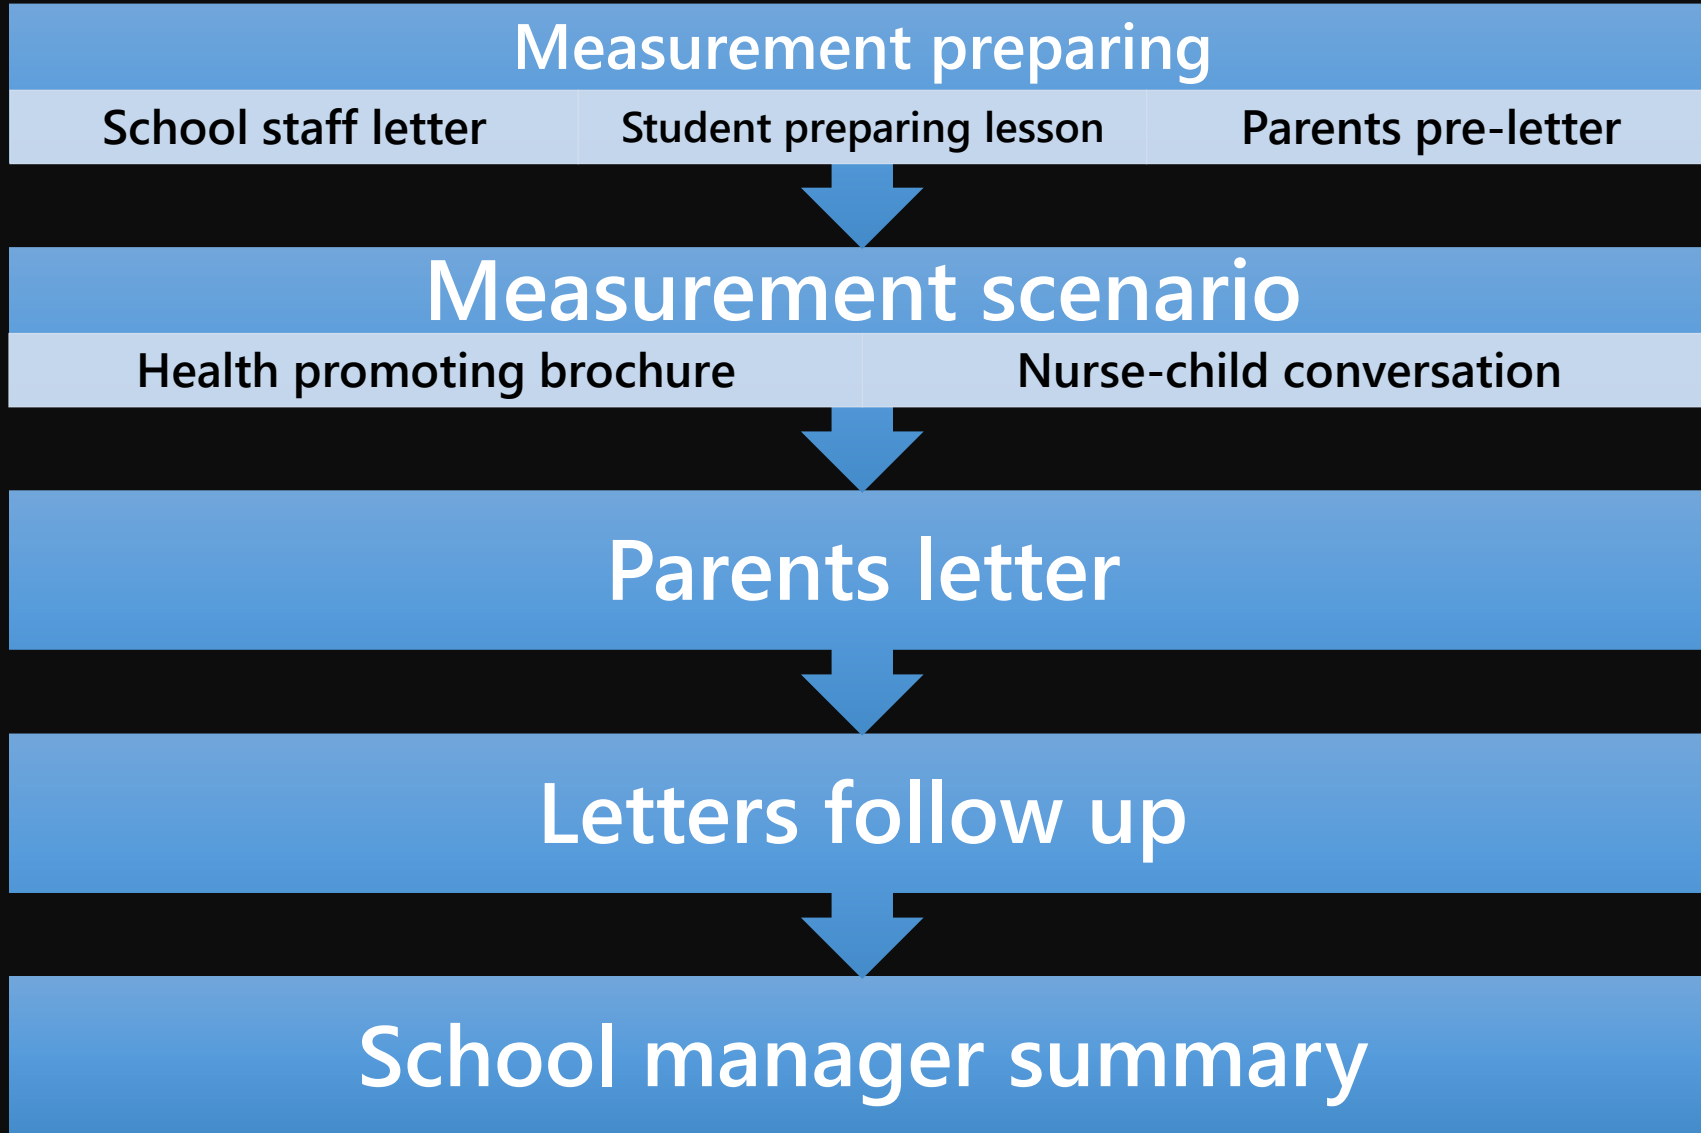 Measurement preparing
School staff letter
Student preparing lesson
Parents pre-letter
Measurement scenario
Health promoting brochure
Nurse-child conversation
Parents letter
Letters follow up
School manager summary